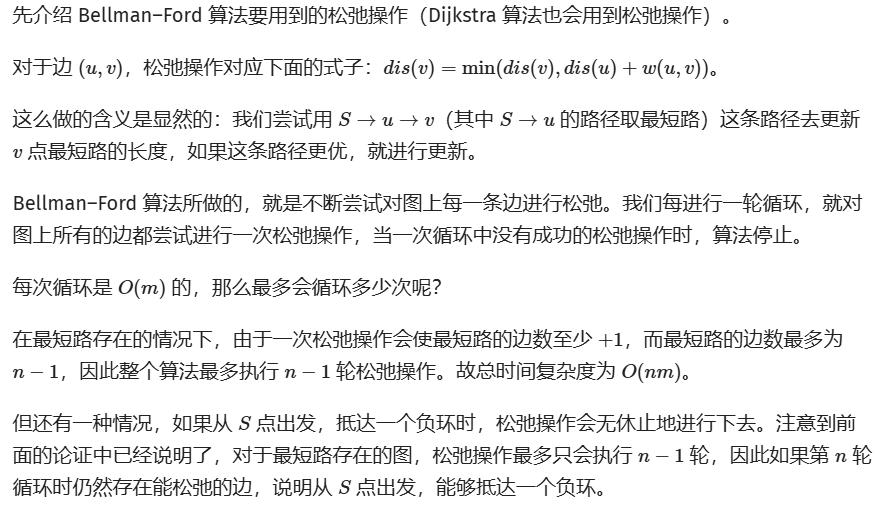 先介绍 Bellman–Ford 算法要用到的松弛操作（Dijkstra 算法也会用到松弛操作）。
对于边 (u, v)，松弛操作对应下面的式子：dis(v) = min(dis(v), dis(u) + w(u, v))。
这么做的含义是显然的：我们尝试用 S → u → v（其中 S → u 的路径取最短路）这条路径去更新
v 点最短路的长度，如果这条路径更优，就进行更新。
Bellman–Ford 算法所做的，就是不断尝试对图上每一条边进行松弛。我们每进行一轮循环，就对
图上所有的边都尝试进行一次松弛操作，当一次循环中没有成功的松弛操作时，算法停止。
每次循环是 O(m) 的，那么最多会循环多少次呢？
在最短路存在的情况下，由于一次松弛操作会使最短路的边数至少 +1，而最短路的边数最多为
n − 1，因此整个算法最多执行 n − 1 轮松弛操作。故总时间复杂度为 O(nm)。
但还有一种情况，如果从 S 点出发，抵达一个负环时，松弛操作会无休止地进行下去。注意到前
面的论证中已经说明了，对于最短路存在的图，松弛操作最多只会执行 n − 1 轮，因此如果第 n 轮
循环时仍然存在能松弛的边，说明从 S 点出发，能够抵达一个负环。